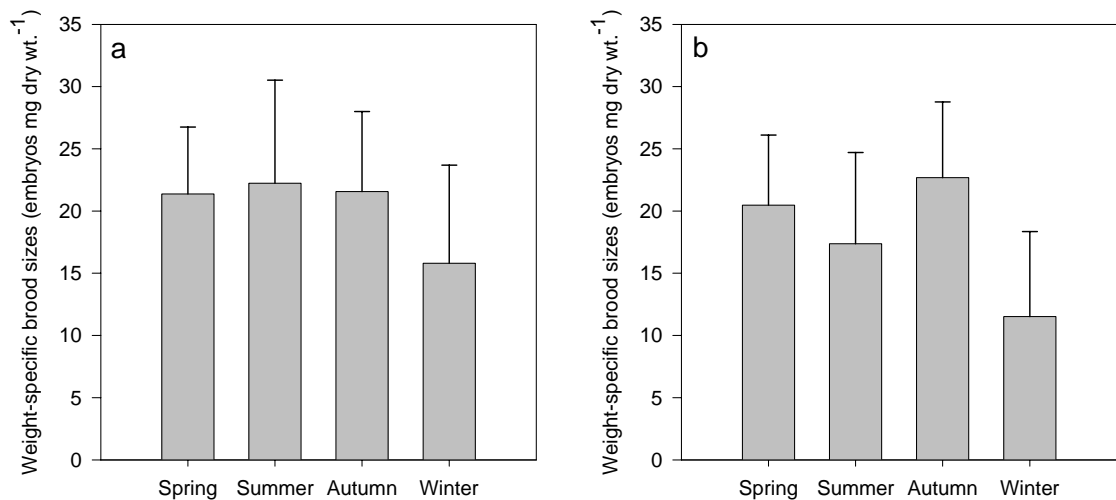 a
Weight-specific brood sizes (embryos mg dry wt.-1)
35
30
25
20
15
10
5
0
Spring Summer Autumn Winter
b
Weight-specific brood sizes (embryos mg dry wt.-1)
35
30
25
20
15
10
5
0
Spring Summer Autumn Winter